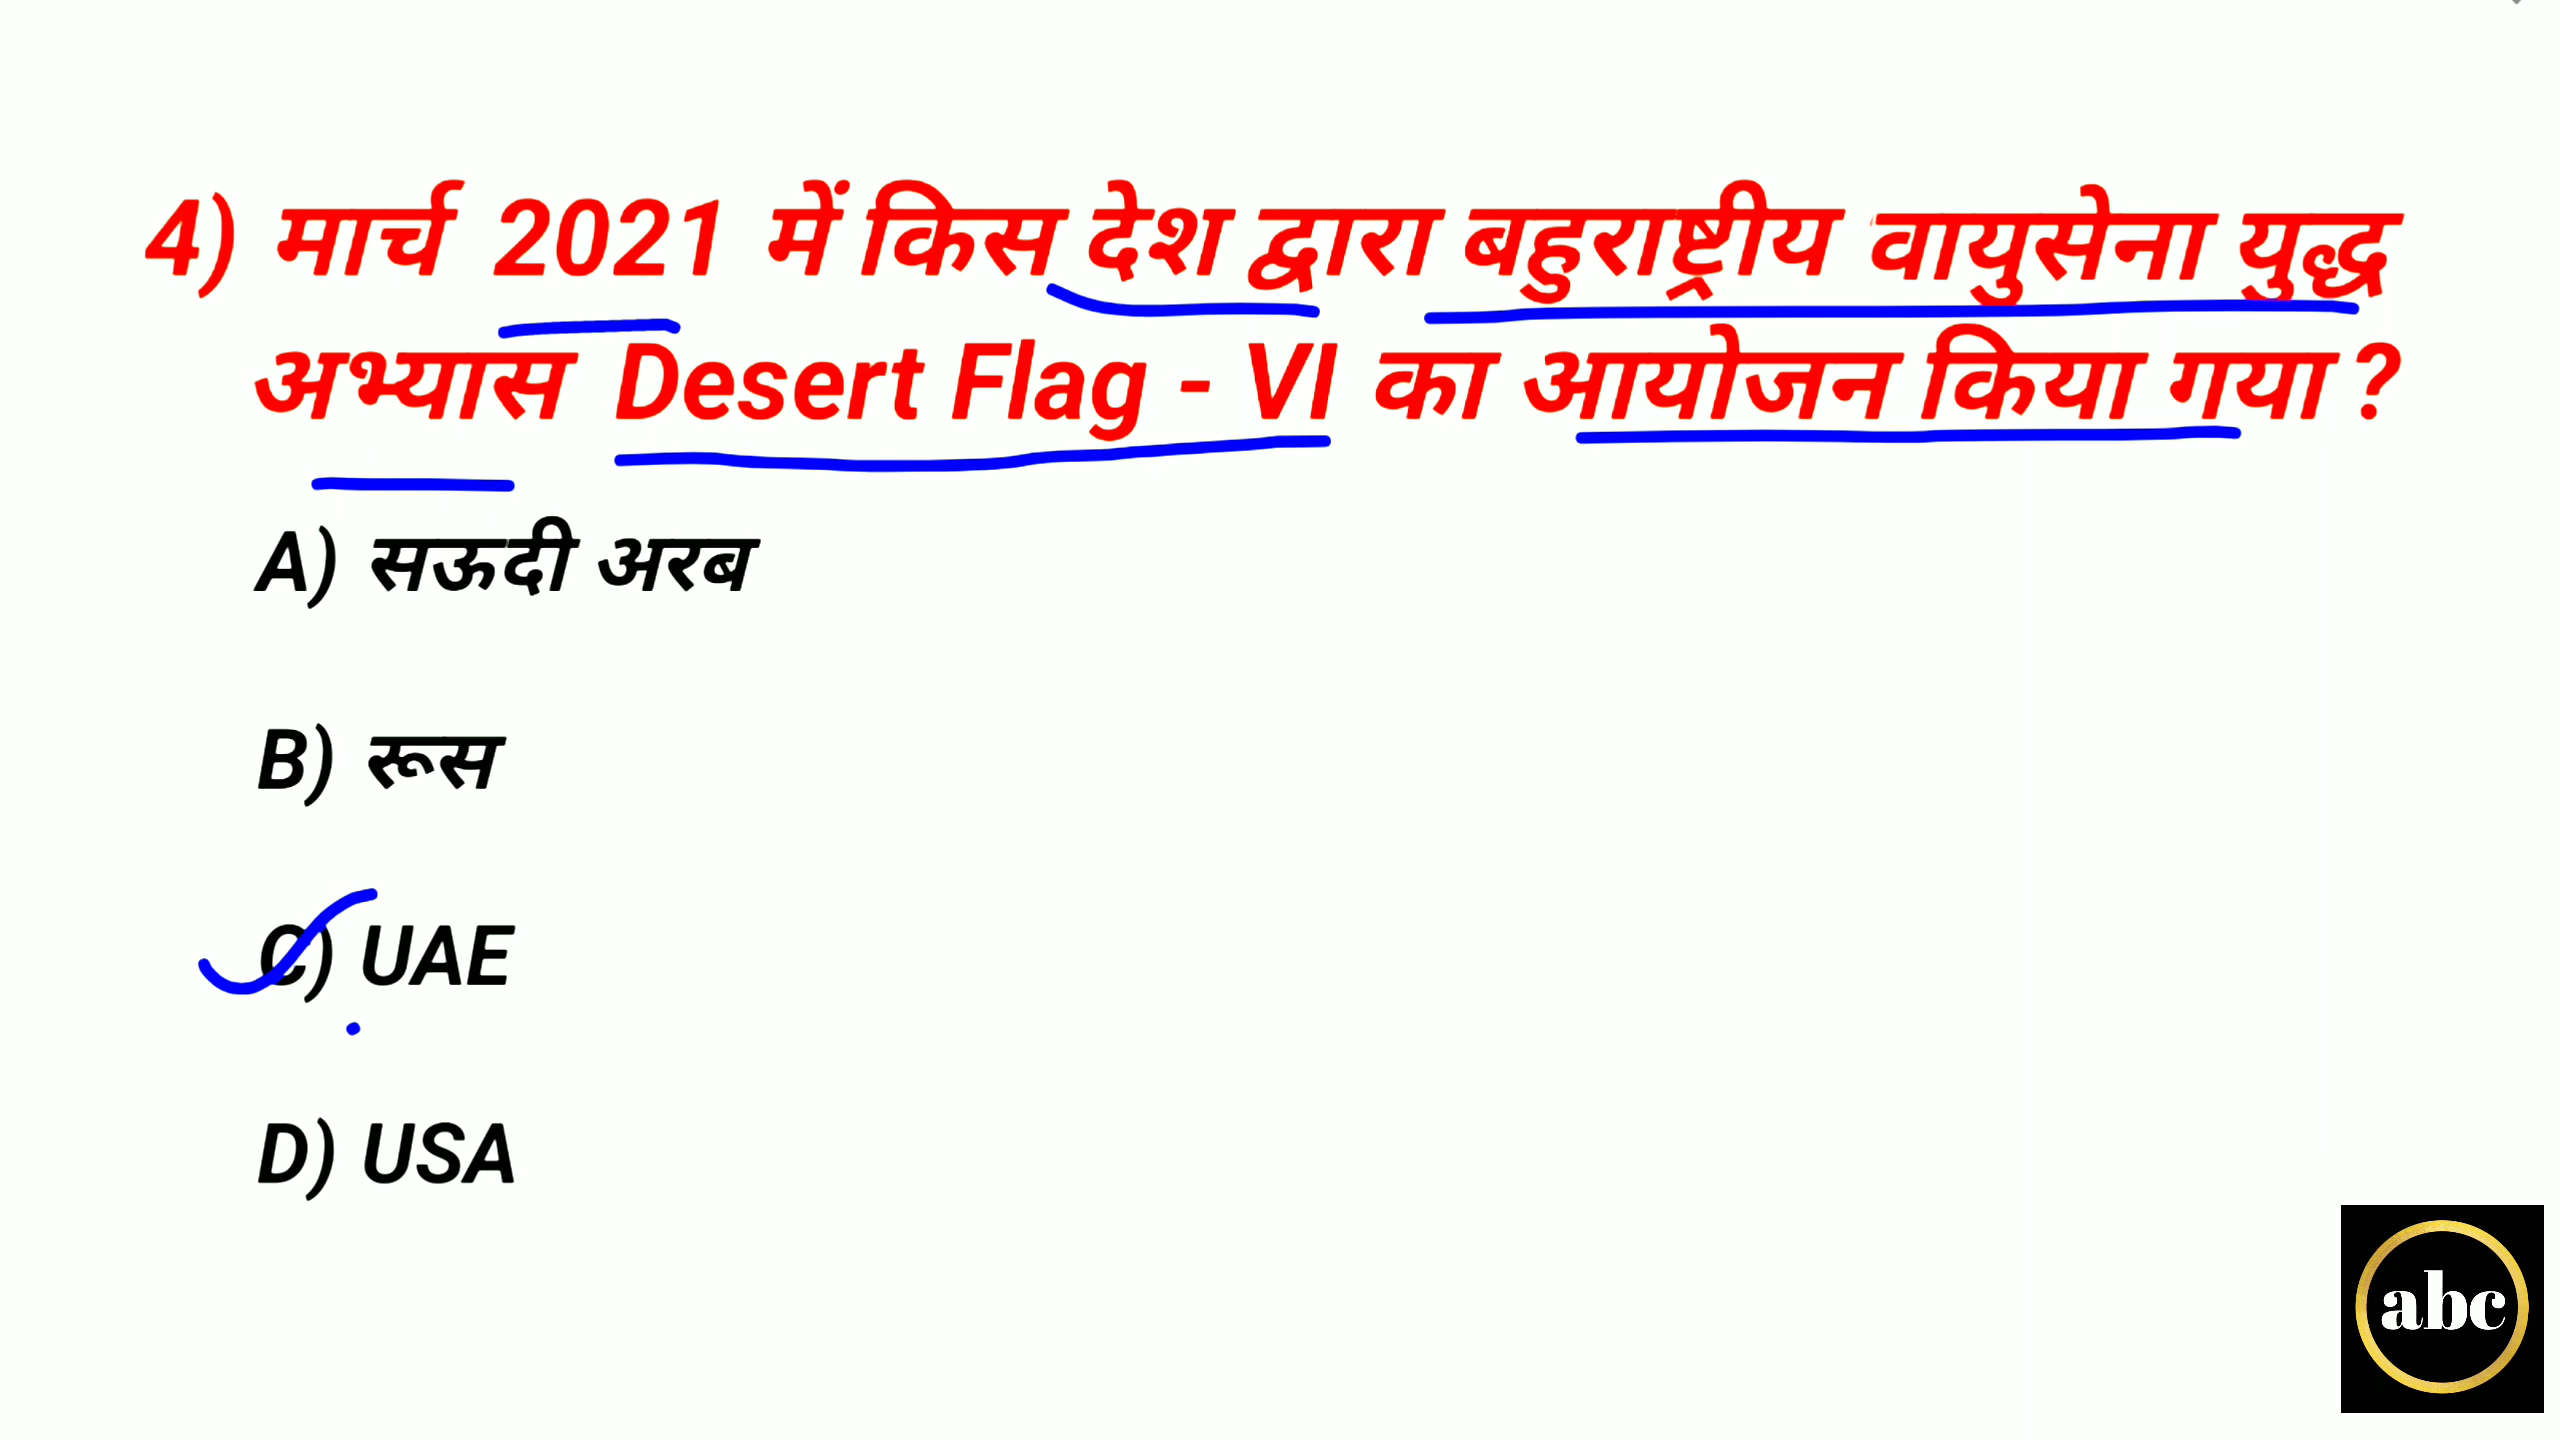 4) मार्च 2021 में किस देश द्वारा बहुराष्ट्रीय वायुसेना युद्ध
अभ्यास Desert Flag - VI का आयोजन किया गया ?
A) सऊदी अरब
B) रूस
C) UAE
D) USA
abc